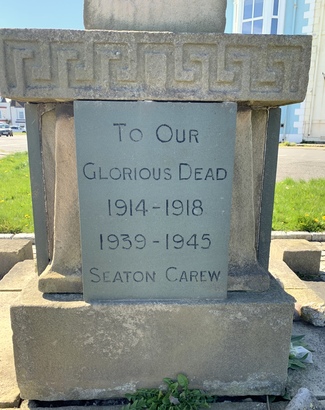 To Our
Glorious Dead
1914-1918
1939-1945
Seaton Carew